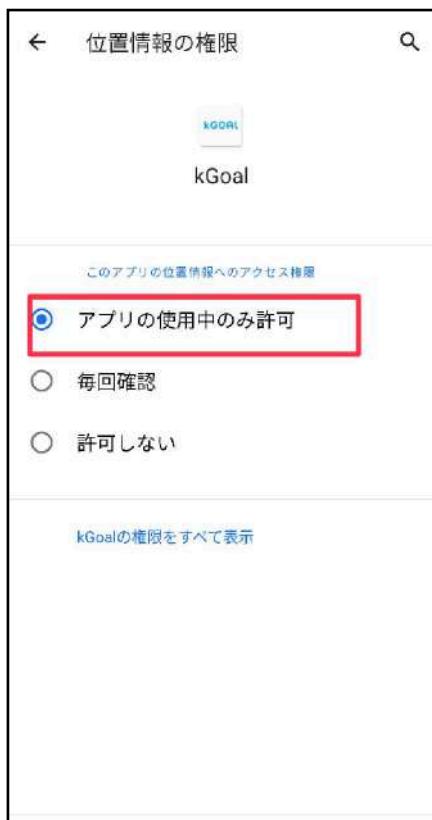 位置情報の権限
kGOAL
kGoal
このアプリの位置情報へのアクセス権限
アプリの使用中のみ許可
毎回確認
許可しない
kGoalの権限をすべて表示